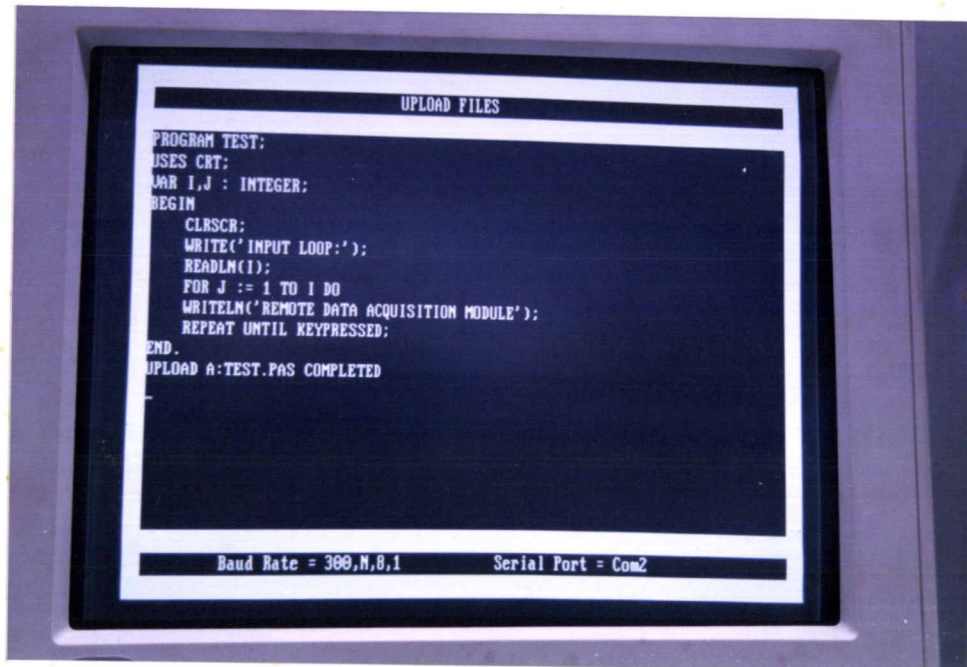 UPLOAD FILES
PROGRAM TEST;
USES CRT;
VAR I,J : INTEGER;
BEGIN
CLRSCR;
WRITE('INPUT LOOP:');
READLN(I);
FOR J := 1 TO I DO
WRITELN('REMOTE DATA ACQUISITION MODULE');
REPEAT UNTIL KEYPRESSED;
END.
UPLOAD A:TEST.PAS COMPLETED
_
Baud Rate = 300,N,8,1 Serial Port = Com2